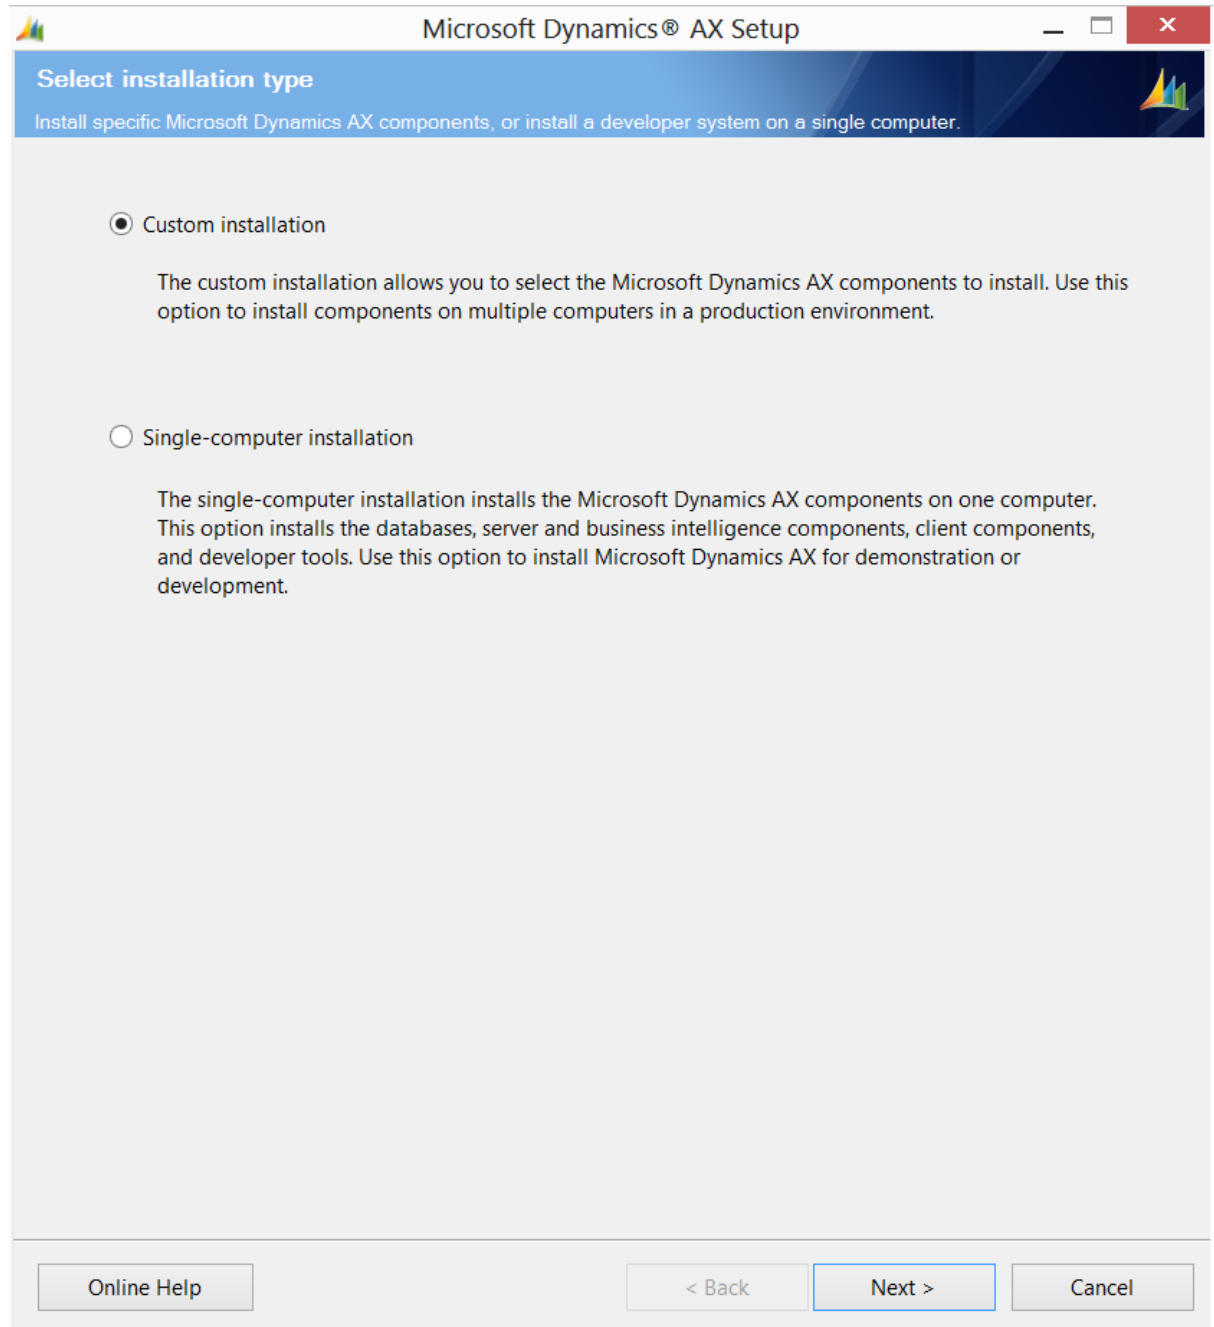 Microsoft Dynamics® AX Setup
Select installation type
Install specific Microsoft Dynamics AX components, or install a developer system on a single computer.
Custom installation
The custom installation allows you to select the Microsoft Dynamics AX components to install. Use this
option to install components on multiple computers in a production environment.
Single-computer installation
The single-computer installation installs the Microsoft Dynamics AX components on one computer.
This option installs the databases, server and business intelligence components, client components,
and developer tools. Use this option to install Microsoft Dynamics AX for demonstration or
development.
Online Help < Back Next > Cancel